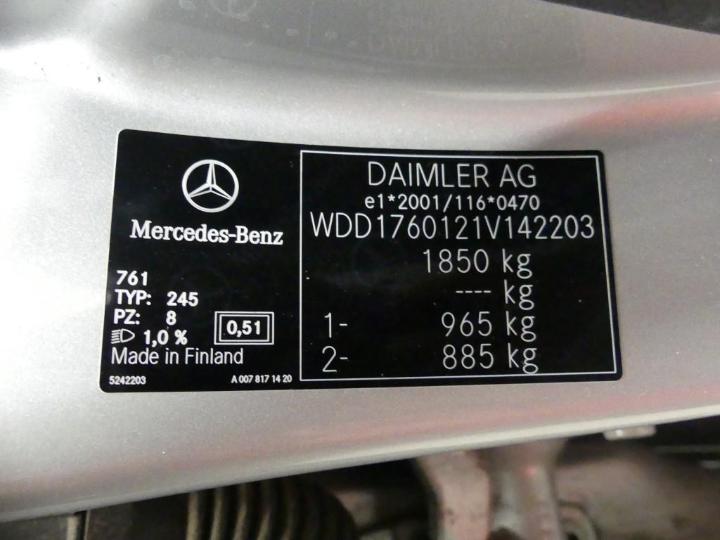 Mercedes-Benz
761
TYP: 245
PZ: 8
1,0 %
0,51
Made in Finland
5242203
A 007 817 14 20
DAIMLER AG
e1*2001/116*0470
WDD1760121V142203
1850 kg
---- kg
1- 965 kg
2- 885 kg